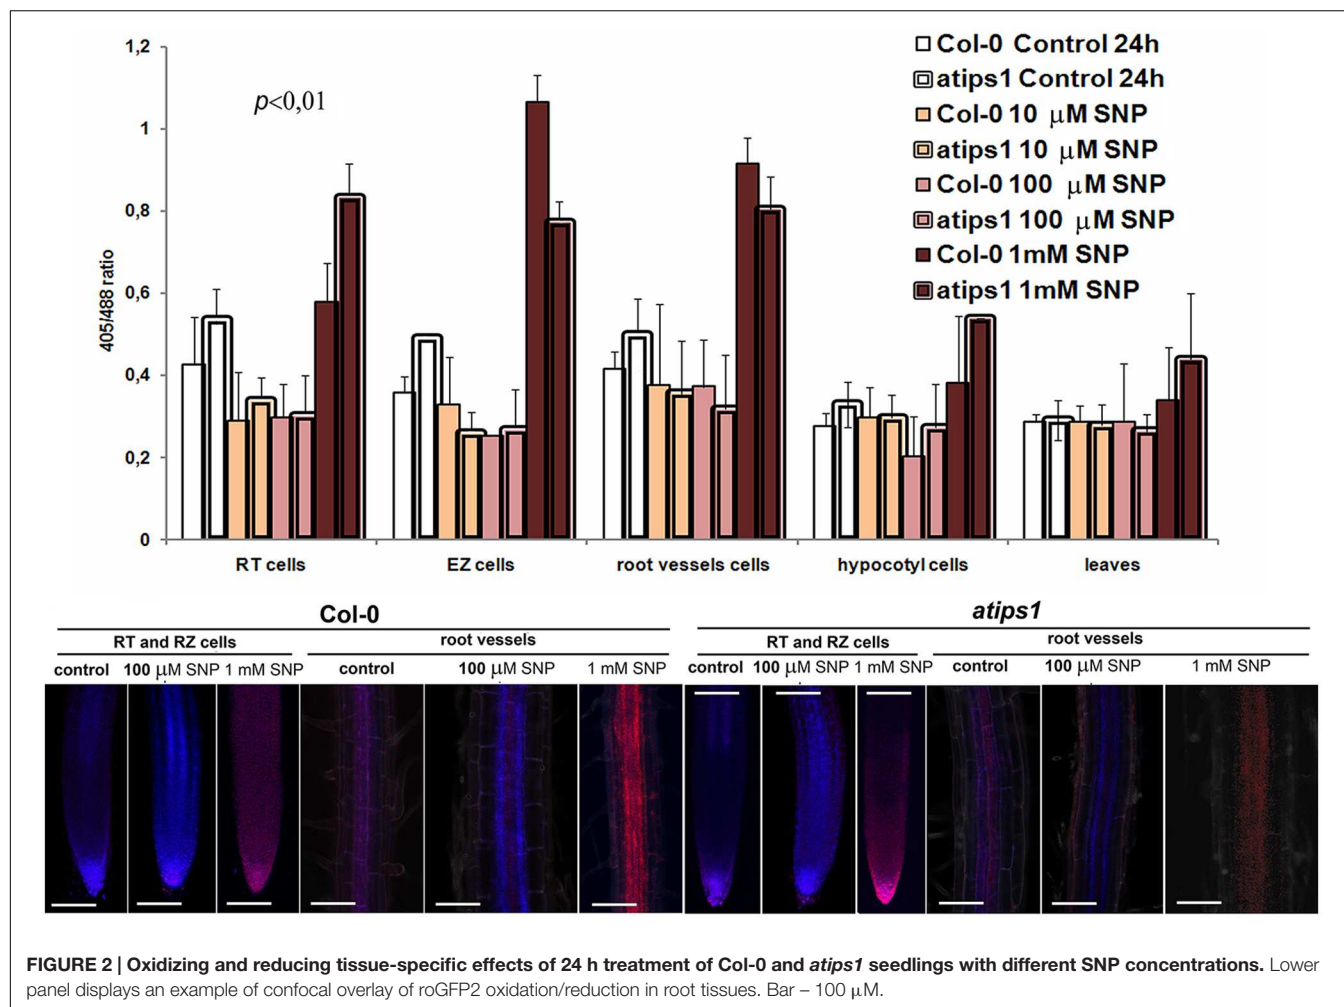 1,2
1
0,8
0,6
0,4
0,2
0
405/488 ratio
p<0,01
Col-0 Control 24h
atips1 Control 24h
Col-0 10 µM SNP
atips1 10 µM SNP
Col-0 100 µM SNP
atips1 100 µM SNP
Col-0 1mM SNP
atips1 1mM SNP
RT cells EZ cells root vessels cells hypocotyl cells leaves
Col-0 atips1
RT and RZ cells root vessels RT and RZ cells root vessels
control 100 µM SNP 1 mM SNP control 100 µM SNP 1 mM SNP control 100 µM SNP 1 mM SNP control 100 µM SNP 1 mM SNP
FIGURE 2 | Oxidizing and reducing tissue-specific effects of 24 h treatment of Col-0 and atips1 seedlings with different SNP concentrations. Lower
panel displays an example of confocal overlay of roGFP2 oxidation/reduction in root tissues. Bar – 100 µM.